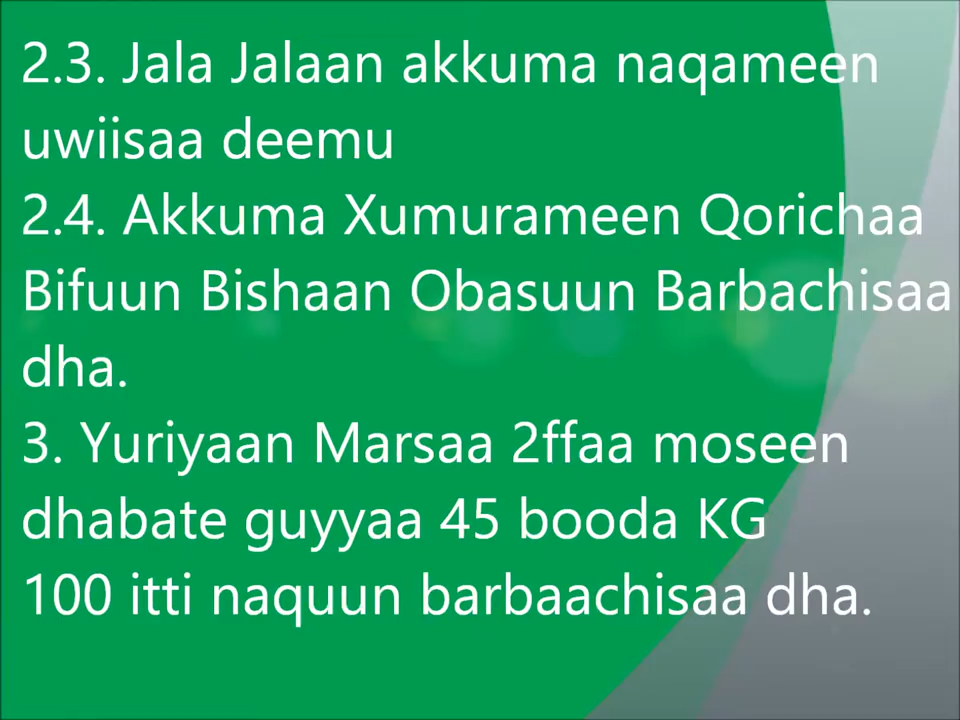 2.3. Jala Jalaan akkuma naqameen
uwiisaa deemu
2.4. Akkuma Xumurameen Qorichaa
Bifuun Bishaan Obasuun Barbachisaa
dha.
3. Yuriyaan Marsaa 2ffaa moseen
dhabate guyyaa 45 booda KG
100 itti naquun barbaachisaa dha.